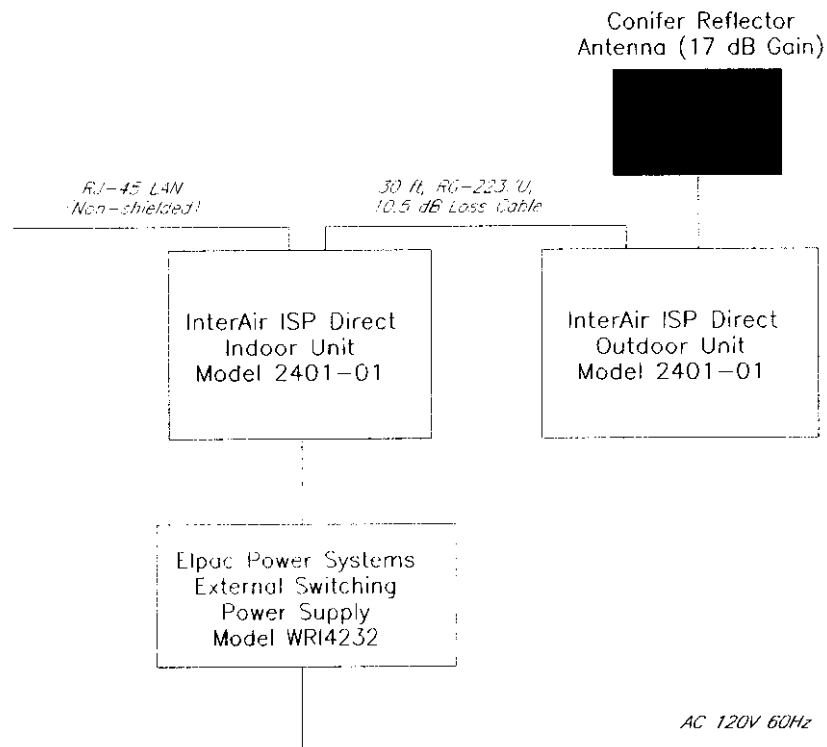 Conifer Reflector
Antenna (17 dB Gain)
RJ-45 LAN
(Non-shielded)
30 ft, RG-223/U,
10.5 dB Loss Cable
InterAir ISP Direct
Indoor Unit
Model 2401-01
InterAir ISP Direct
Outdoor Unit
Model 2401-01
Elpac Power Systems
External Switching
Power Supply
Model WRI4232
AC 120V 60Hz